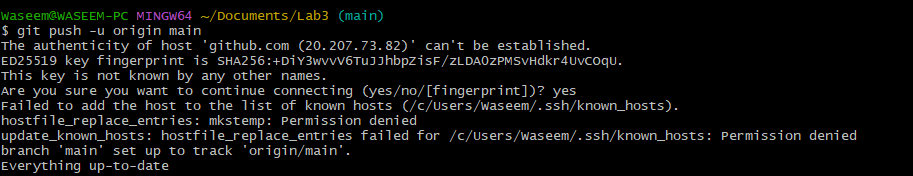 Waseem@WASEEM-PC MINGW64 ~/Documents/Lab3 (main)
$ git push -u origin main
The authenticity of host 'github.com (20.207.73.82)' can't be established.
ED25519 key fingerprint is SHA256:+DiY3wvvV6TuJJhbpZisF/zLDA0zPMSvHdkr4UvCOqU.
This key is not known by any other names.
Are you sure you want to continue connecting (yes/no/[fingerprint])? yes
Failed to add the host to the list of known hosts (/c/Users/Waseem/.ssh/known_hosts).
hostfile_replace_entries: mkstemp: Permission denied
update_known_hosts: hostfile_replace_entries failed for /c/Users/Waseem/.ssh/known_hosts: Permission denied
branch 'main' set up to track 'origin/main'.
Everything up-to-date